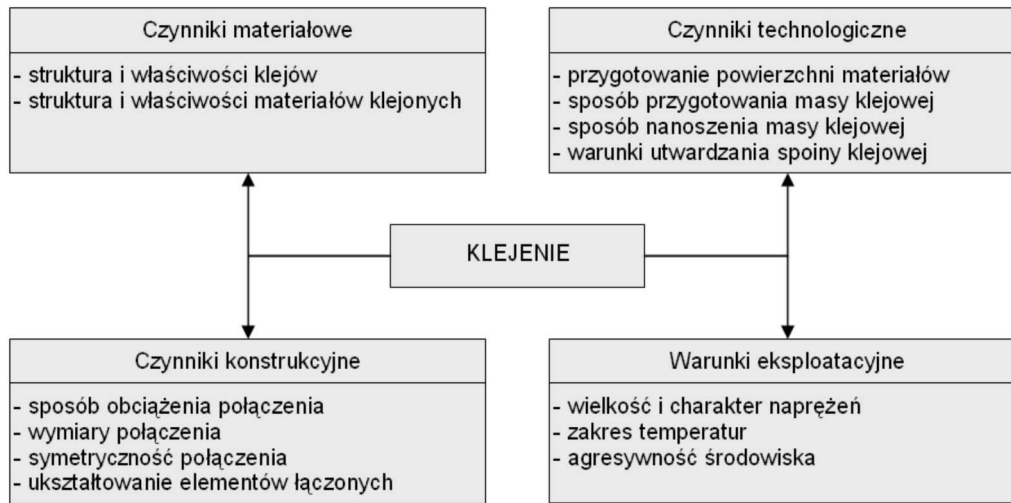 Czynniki materiałowe
- struktura i właściwości klejów
- struktura i właściwości materiałów klejonych
Czynniki technologiczne
- przygotowanie powierzchni materiałów
- sposób przygotowania masy klejowej
- sposób nanoszenia masy klejowej
- warunki utwardzania spoiny klejowej
KLEJENIE
Czynniki konstrukcyjne
- sposób obciążenia połączenia
- wymiary połączenia
- symetryczność połączenia
- ukształtowanie elementów łączonych
Warunki eksploatacyjne
- wielkość i charakter naprężeń
- zakres temperatur
- agresywność środowiska